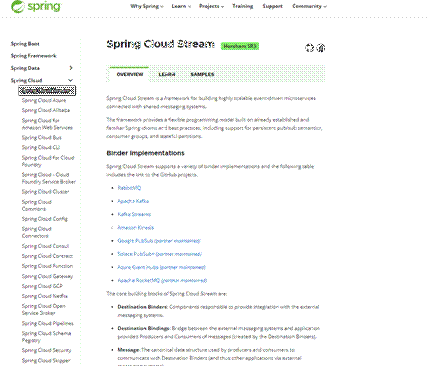 spring
Why Spring
Learn
Projects
Training
Support
Community
Spring Boot
Spring Framework
Spring Data
Spring Cloud
Spring Cloud Azure
Spring Cloud Alibaba
Spring Cloud for
Amazon Web Services
Spring Cloud Bus
Spring Cloud CLI
Spring Cloud for Cloud
Foundry
Spring Cloud - Cloud
Foundry Service Broker
Spring Cloud Cluster
Spring Cloud
Commons
Spring Cloud Config
Spring Cloud
Connectors
Spring Cloud Consul
Spring Cloud Contract
Spring Cloud Function
Spring Cloud Gateway
Spring Cloud GCP
Spring Cloud Netflix
Spring Cloud Open
Service Broker
Spring Cloud Pipelines
Spring Cloud Schema
Registry
Spring Cloud Security
Spring Cloud Skipper
Spring Cloud Stream
Horsham SR3
OVERVIEW
LEARN
SAMPLES
Spring Cloud Stream is a framework for building highly scalable event-driven microservices
connected with shared messaging systems.
The framework provides a flexible programming model built on already established and
familiar Spring idioms and best practices, including support for persistent pub/sub semantics,
consumer groups, and stateful partitions.
Binder Implementations
Spring Cloud Stream supports a variety of binder implementations and the following table
includes the link to the GitHub projects.
• RabbitMQ
• Apache Kafka
• Kafka Streams
• Amazon Kinesis
• Google PubSub (partner maintained)
• Solace PubSub+ (partner maintained)
• Azure Event Hubs (partner maintained)
• Apache RocketMQ (partner maintained)
The core building blocks of Spring Cloud Stream are:
• Destination Binders: Components responsible to provide integration with the external
messaging systems.
• Destination Bindings: Bridge between the external messaging systems and application
provided Producers and Consumers of messages (created by the Destination Binders).
• Message: The canonical data structure used by producers and consumers to
communicate with Destination Binders (and thus other applications via external